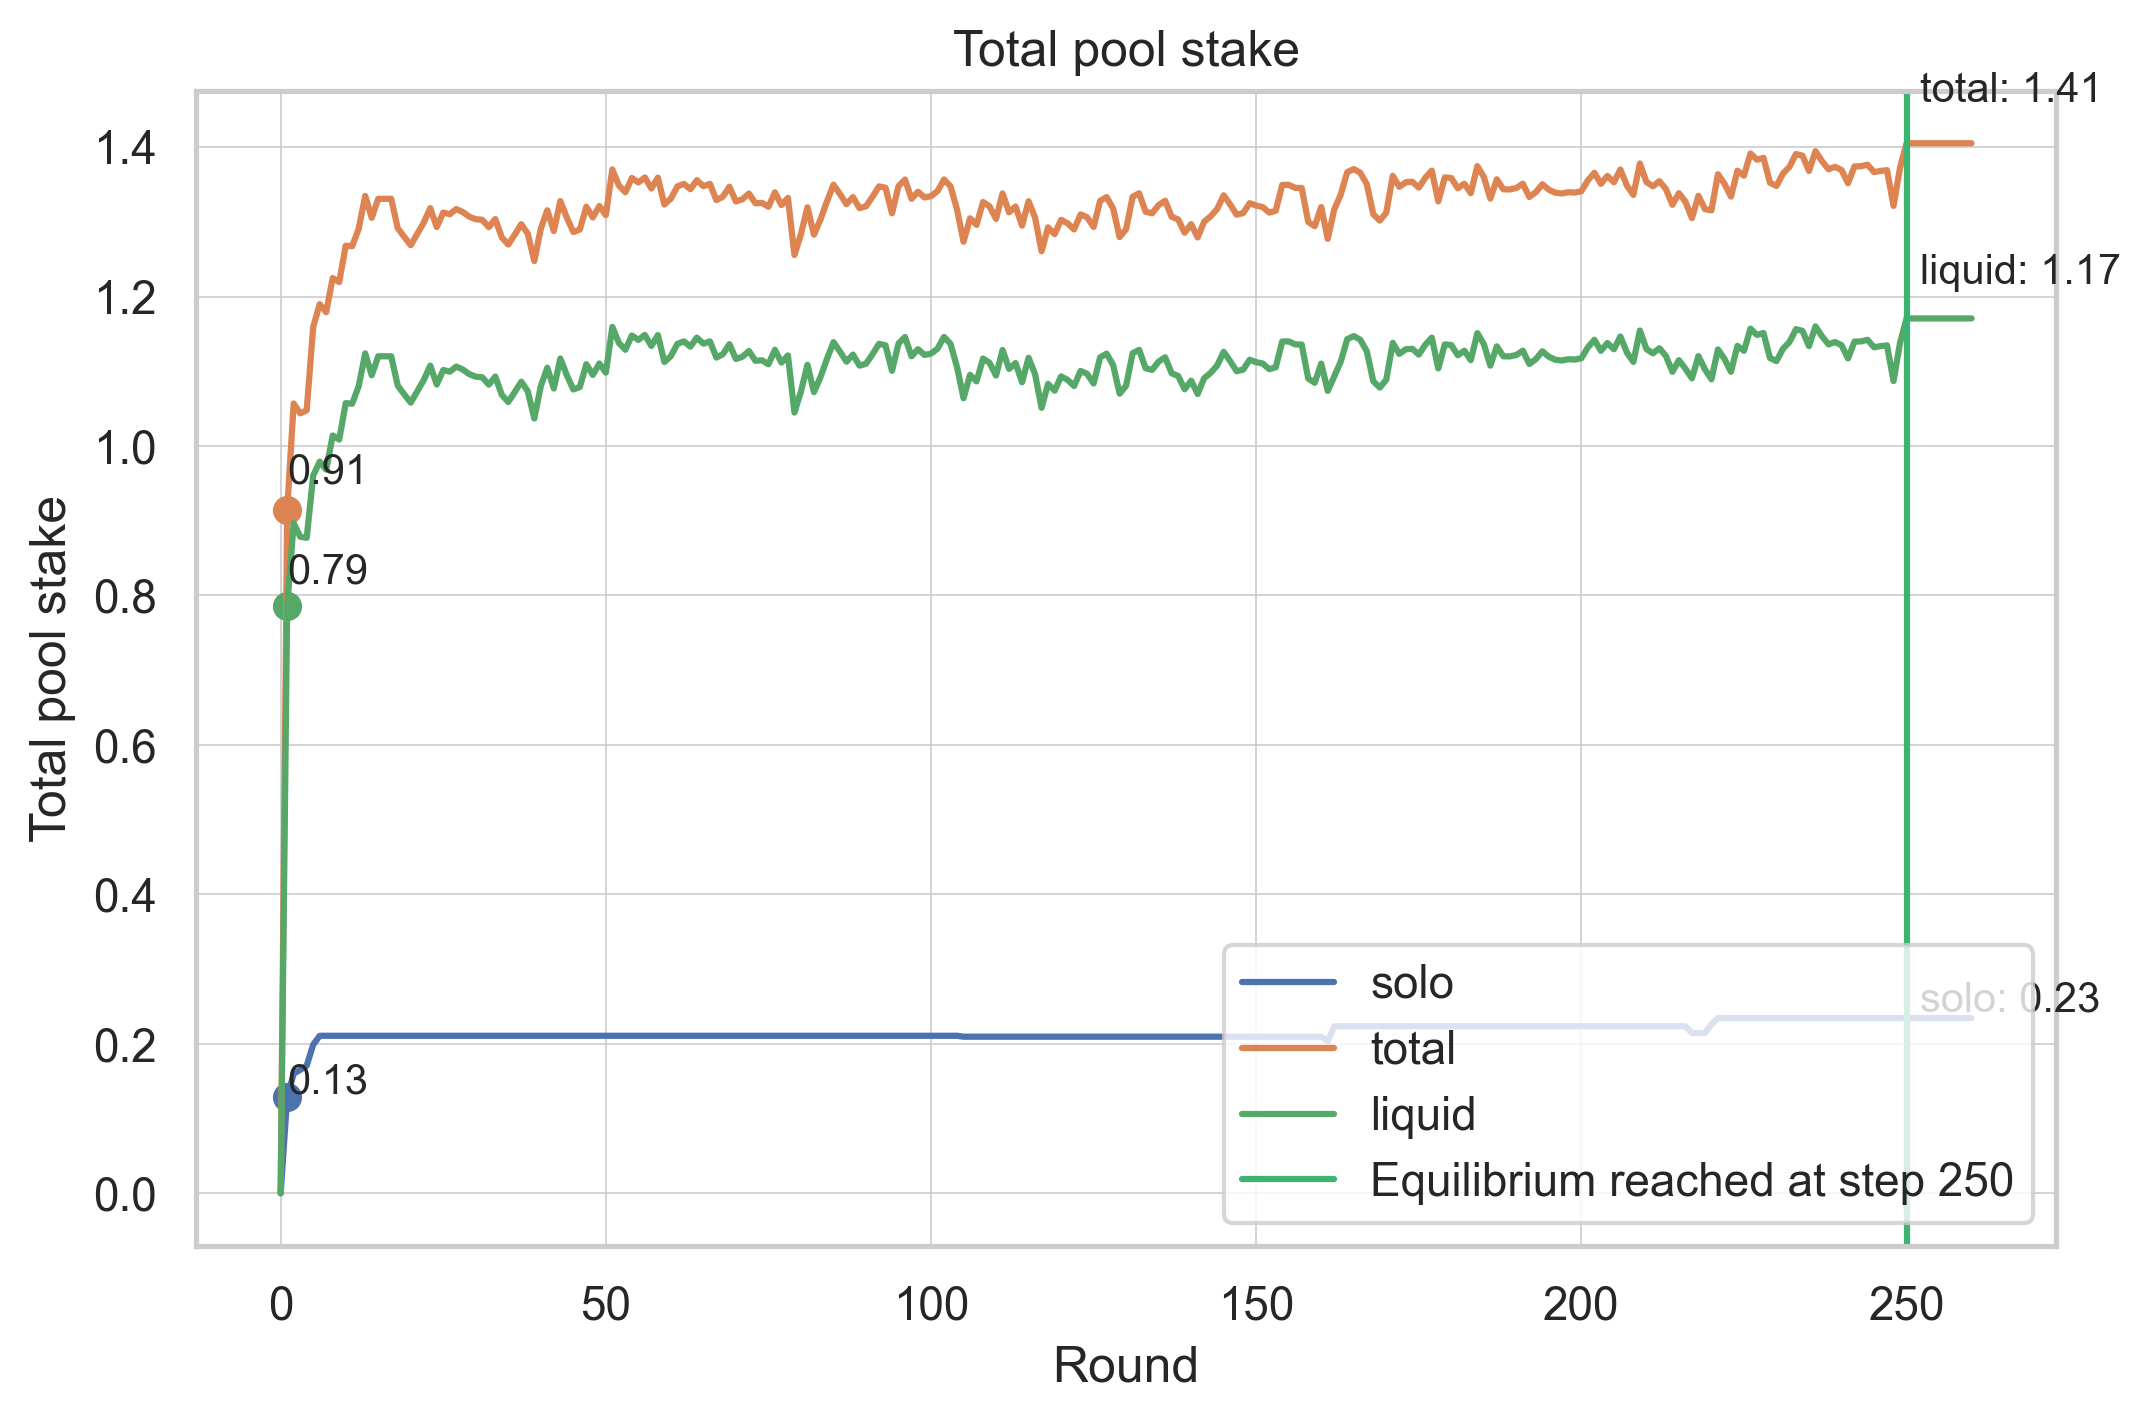 Total pool stake
total: 1.41
1.4
liquid: 1.17
1.2
1.0
0.91
0.79
0.8
Total pool stake
0.6
0.4
solo
solo: 0.23
0.2
total
0.13
liquid
0.0
Equilibrium reached at step 250
0
50
100
150
200
250
Round